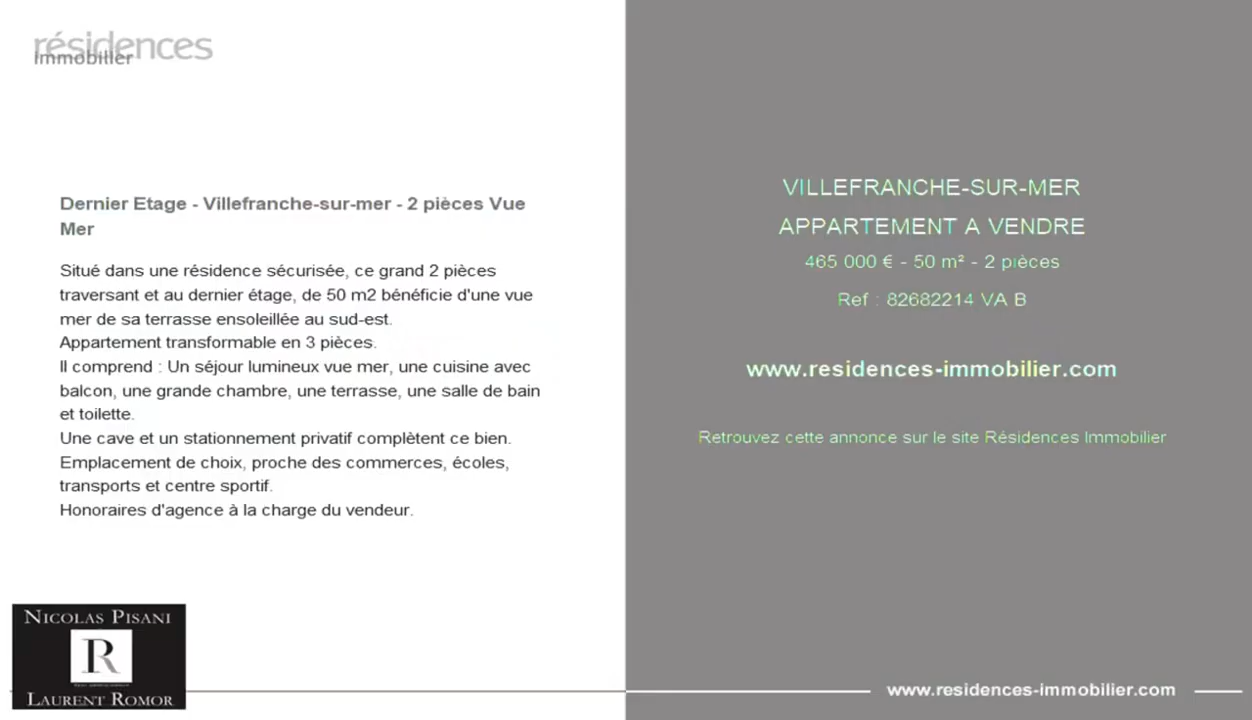 résidences
Immobilier
Dernier Etage - Villefranche-sur-mer - 2 pièces Vue
Mer
Situé dans une résidence sécurisée, ce grand 2 pièces
traversant et au dernier étage, de 50 m2 bénéficie d'une vue
mer de sa terrasse ensoleillée au sud-est.
Appartement transformable en 3 pièces.
Il comprend : Un séjour lumineux vue mer, une cuisine avec
balcon, une grande chambre, une terrasse, une salle de bain
et toilette.
Une cave et un stationnement privatif complètent ce bien.
Emplacement de choix, proche des commerces, écoles,
transports et centre sportif.
Honoraires d'agence à la charge du vendeur.
NICOLAS PISANI
R
LAURENT ROMOR
VILLEFRANCHE-SUR-MER
APPARTEMENT A VENDRE
465 000 € - 50 m² - 2 pièces
Ref : 82682214 VA B
www.residences-immobilier.com
Retrouvez cette annonce sur le site Résidences Immobilier
www.residences-immobilier.com